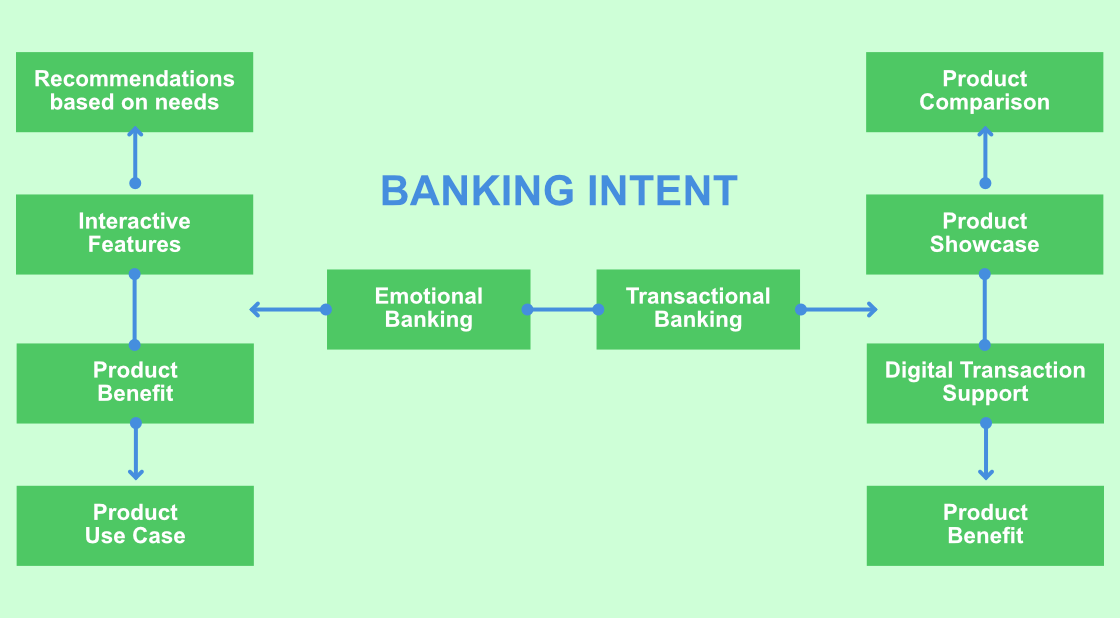 Recommendations
based on needs
Interactive
Features
Product
Benefit
Product
Use Case
BANKING INTENT
Emotional
Banking
Transactional
Banking
Product
Comparison
Product
Showcase
Digital Transaction
Support
Product
Benefit